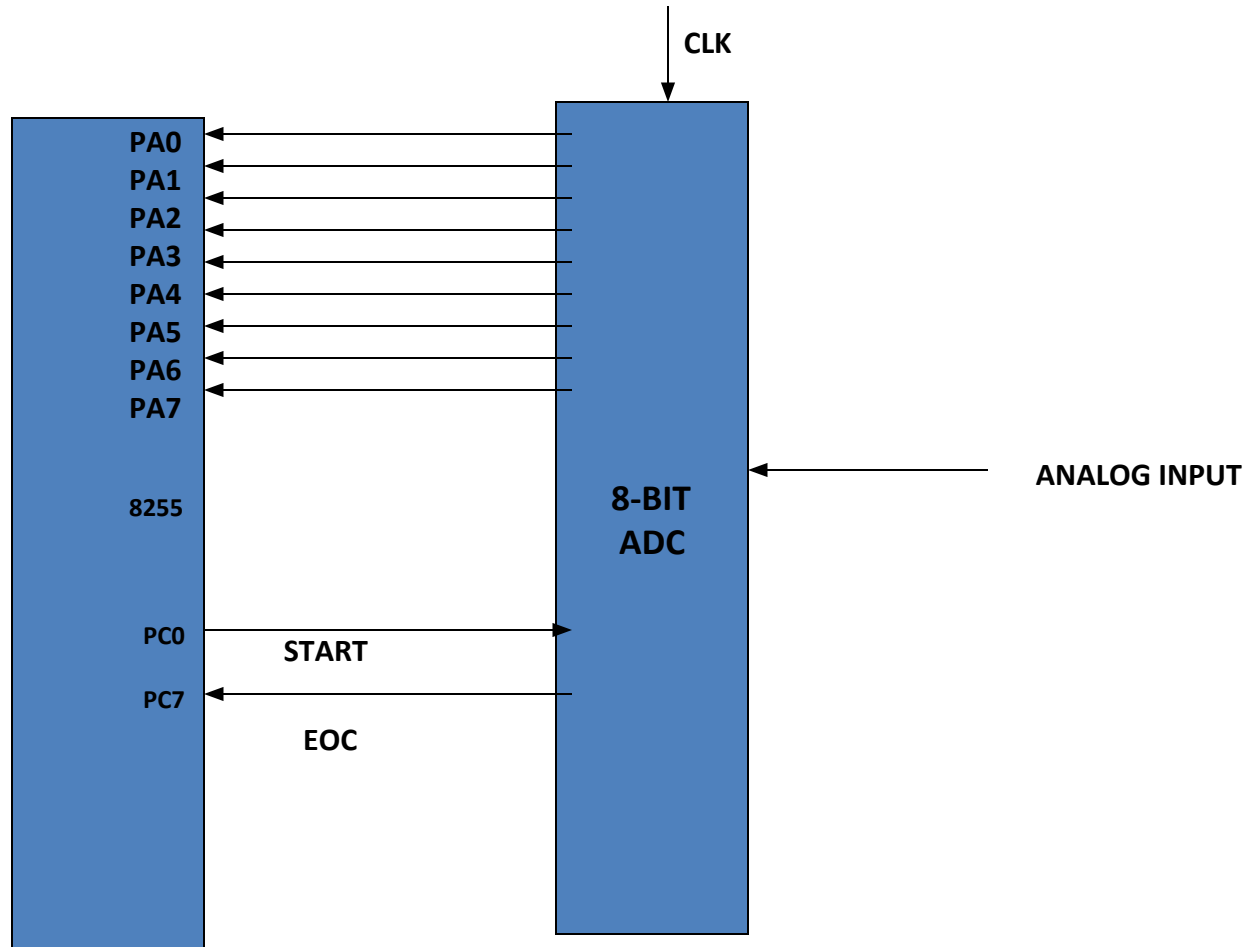 CLK
PA0
PA1
PA2
PA3
PA4
PA5
PA6
PA7
8255
8-BIT
ADC
ANALOG INPUT
PC0
START
PC7
EOC